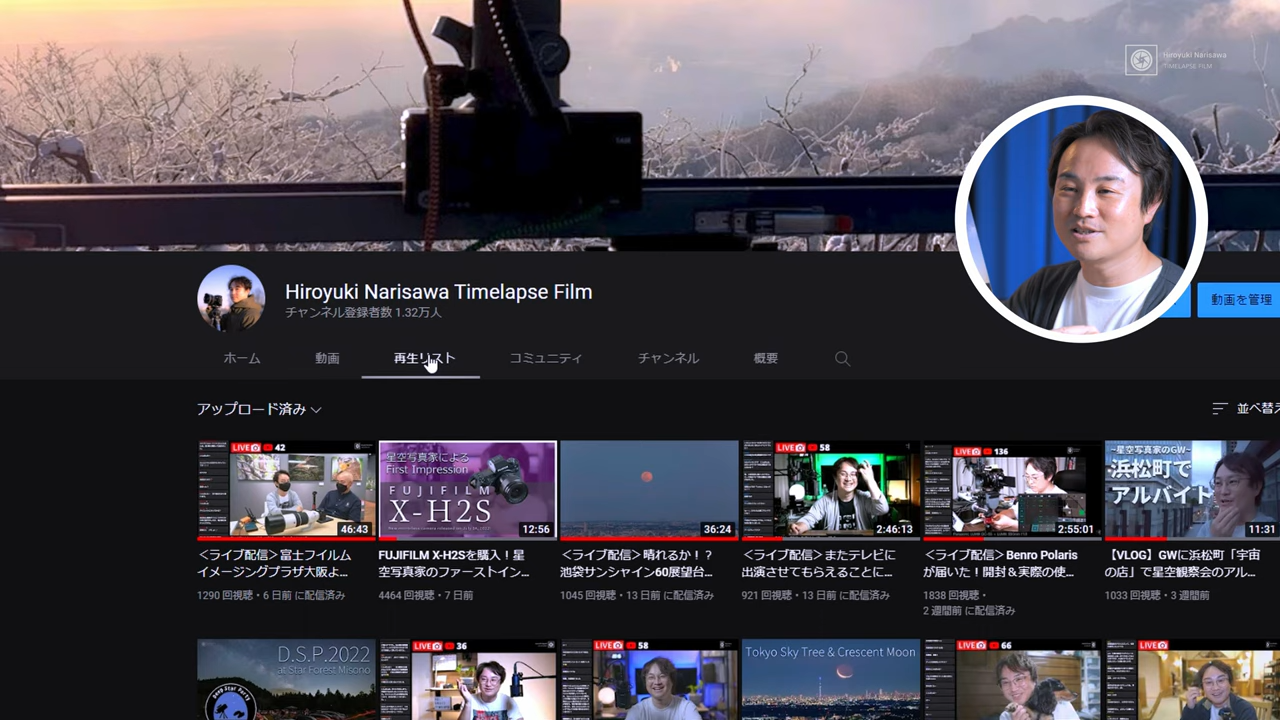 Hiroyuki Narisawa
TIMELAPSE FILM
Hiroyuki Narisawa Timelapse Film
チャンネル登録者数 1.32万人
動画を管理
ホーム 動画 再生リスト コミュニティ チャンネル 概要
アップロード済み
並べ替え
LIVE 42
46:43
星空写真家による
First Impression
FUJIFILM
X-H2S
12:56
36:24
LIVE 58
2:46:13
LIVE 136
2:55:01
~星空写真家のGW~
浜松町で
アルバイト
11:31
<ライブ配信>富士フイルム
イメージングプラザ大阪よ...
1290 回視聴・6 日前 に配信済み
FUJIFILM X-H2Sを購入！星
空写真家のファーストイン...
4464 回視聴・7 日前
<ライブ配信>晴れるか！？
池袋サンシャイン60展望台...
1045 回視聴・13 日前 に配信済み
<ライブ配信>またテレビに
出演させてもらえることに...
921 回視聴・13 日前 に配信済み
<ライブ配信>Benro Polaris
が届いた！開封＆実際の使...
1838 回視聴・
2 週間前 に配信済み
【VLOG】GWに浜松町「宇宙
の店」で星空観察会のアル...
1033 回視聴・3 週間前
D.S.P.2022
at Star Forest Misono
LIVE 36
LIVE 58
Tokyo Sky Tree & Crescent Moon
LIVE 66
LIVE